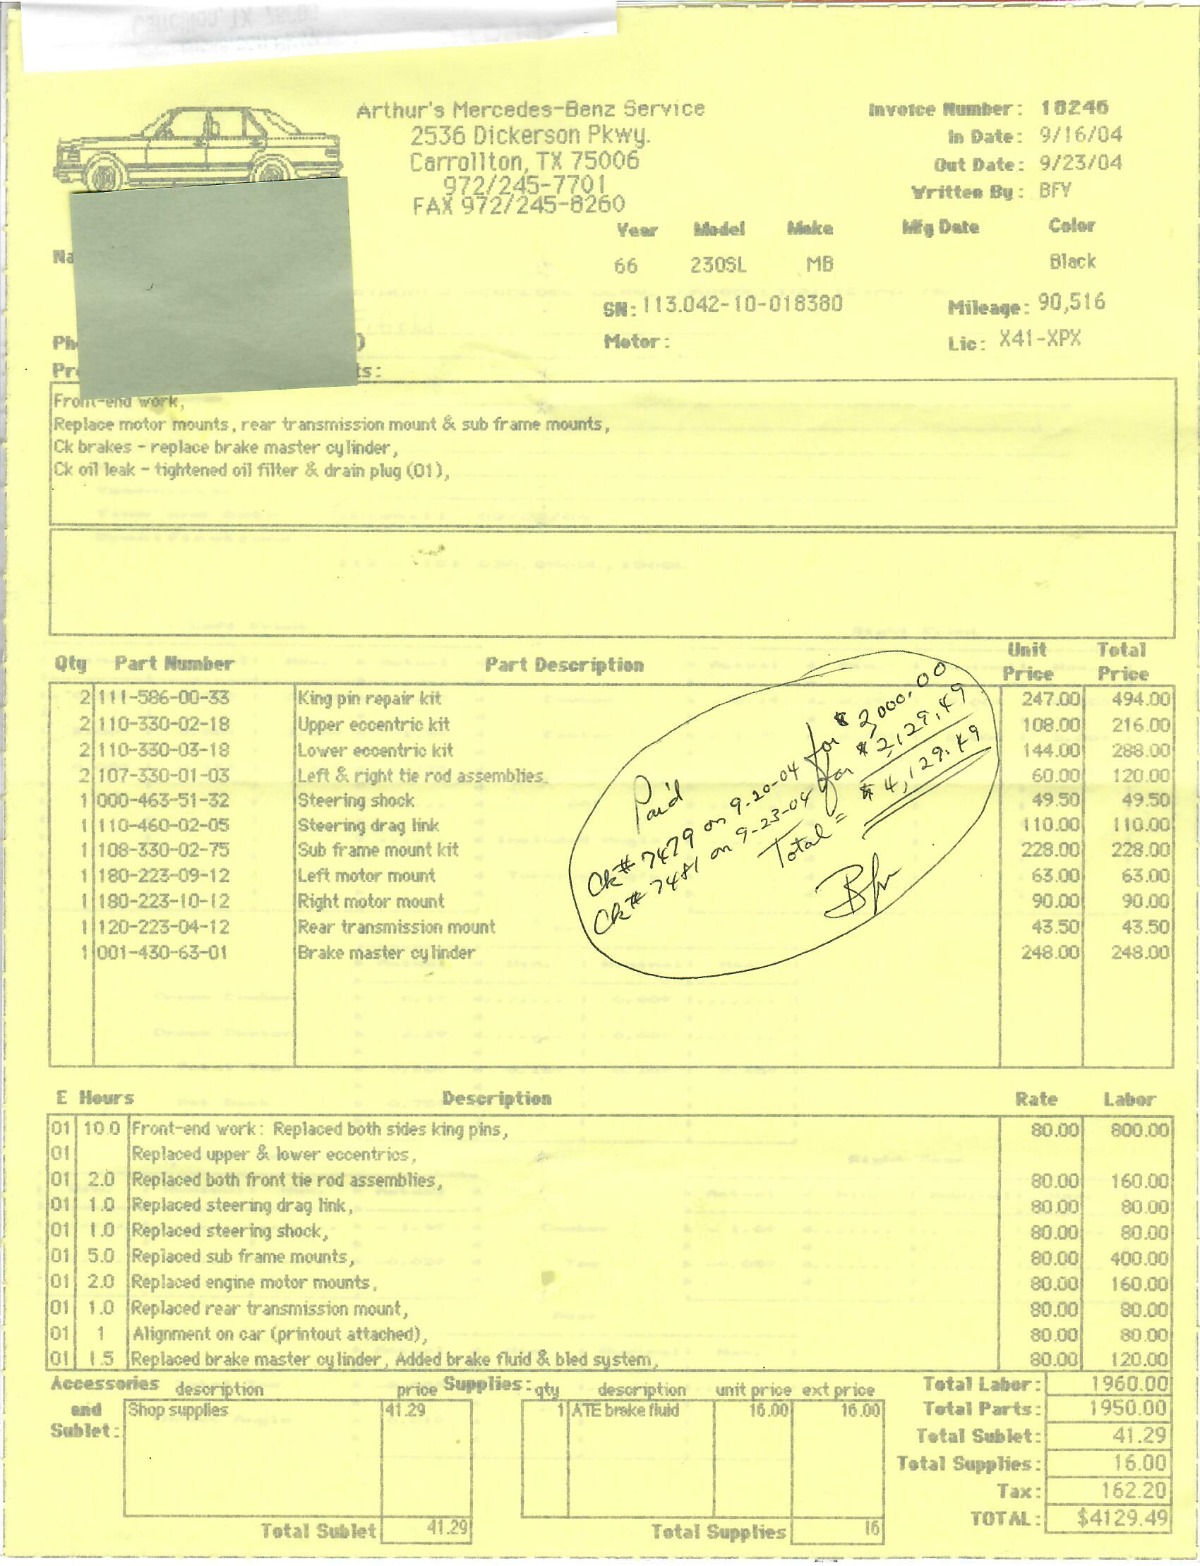 Arthur's Mercedes-Benz Service
2536 Dickerson Pkwy.
Carrollton, TX 75006
972/245-7701
FAX 972/245-8260
Invoice Number: 18246
In Date: 9/16/04
Out Date: 9/23/04
Written By: BFY
Year Model Make Mfg Date Color
66 230SL MB Black
SN: 113.042-10-018380 Mileage: 90,516
Motor: Lic: X41-XPX
Front-end work,
Replace motor mounts, rear transmission mount & sub frame mounts,
Ck brakes - replace brake master cylinder,
Ck oil leak - tightened oil filter & drain plug (01),
Qty Part Number Part Description Unit Price Total Price
2 111-586-00-33 King pin repair kit 247.00 494.00
2 110-330-02-18 Upper eccentric kit 108.00 216.00
2 110-330-03-18 Lower eccentric kit 144.00 288.00
2 107-330-01-03 Left & right tie rod assemblies, 60.00 120.00
1 000-463-51-32 Steering shock 49.50 49.50
1 110-460-02-05 Steering drag link 110.00 110.00
1 108-330-02-75 Sub frame mount kit 228.00 228.00
1 180-223-09-12 Left motor mount 63.00 63.00
1 180-223-10-12 Right motor mount 90.00 90.00
1 120-223-04-12 Rear transmission mount 43.50 43.50
1 001-430-63-01 Brake master cylinder 248.00 248.00
Paid
Ck# 7479 on 9-20-04 for $2,000.00
Ck# 7481 on 9-23-04 for $2,129.49
Total = $4,129.49
E Hours Description Rate Labor
01 10.0 Front-end work: Replaced both sides king pins, 80.00 800.00
01 Replaced upper & lower eccentrics,
01 2.0 Replaced both front tie rod assemblies, 80.00 160.00
01 1.0 Replaced steering drag link, 80.00 80.00
01 1.0 Replaced steering shock, 80.00 80.00
01 5.0 Replaced sub frame mounts, 80.00 400.00
01 2.0 Replaced engine motor mounts, 80.00 160.00
01 1.0 Replaced rear transmission mount, 80.00 80.00
01 1 Alignment on car (printout attached), 80.00 80.00
01 1.5 Replaced brake master cylinder, Added brake fluid & bled system, 80.00 120.00
Accessories and Sublet: description price
Shop supplies 41.29
Total Sublet 41.29
Supplies: qty description unit price ext price
1 ATE brake fluid 16.00 16.00
Total Supplies 16
Total Labor: 1960.00
Total Parts: 1950.00
Total Sublet: 41.29
Total Supplies: 16.00
Tax: 162.20
TOTAL: $4129.49